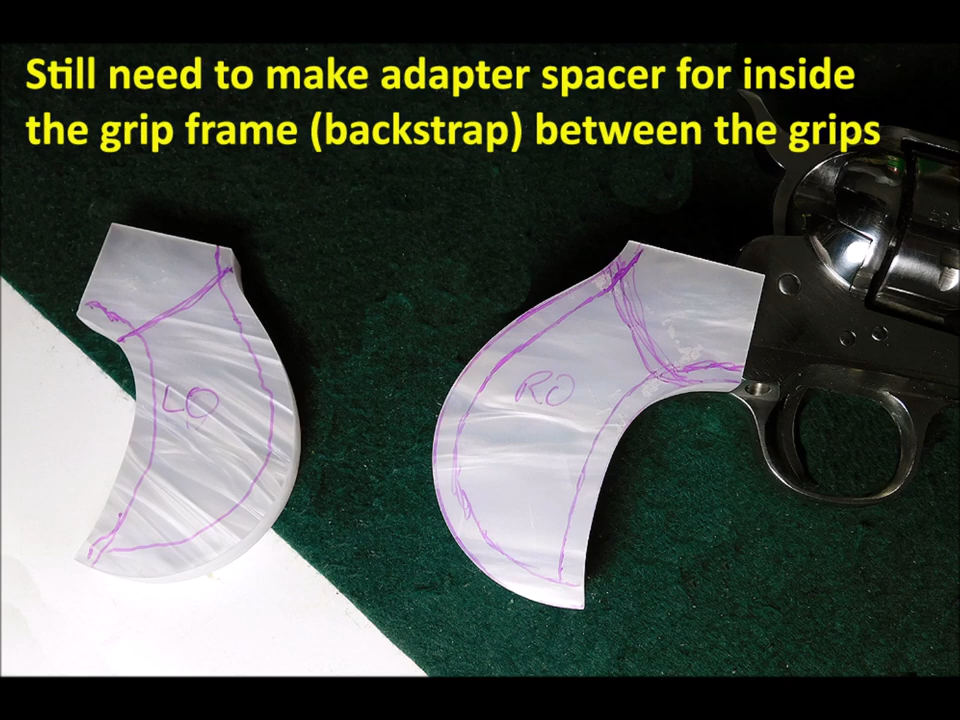 Still need to make adapter spacer for inside
the grip frame (backstrap) between the grips
LO
RO